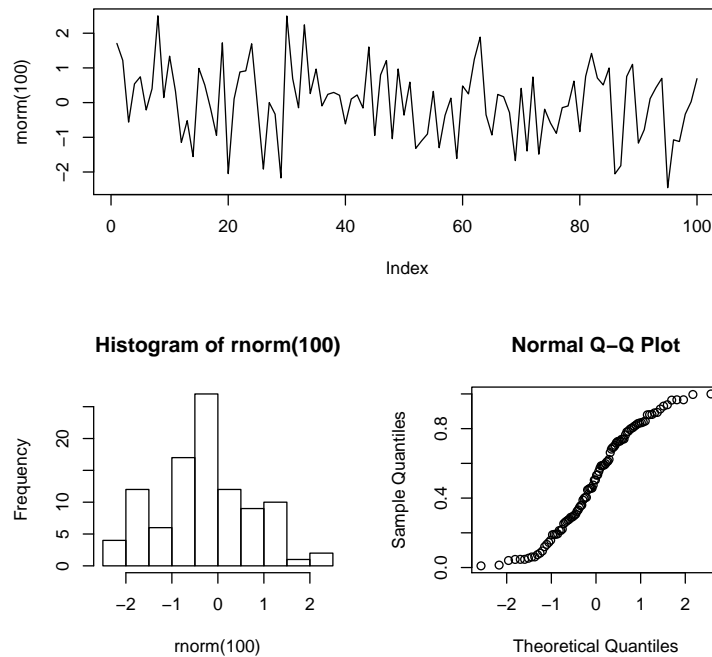 rnorm(100)
2
1
0
−1
−2
0 20 40 60 80 100
Index
Histogram of rnorm(100)
Frequency
20
10
5
0
−2 −1 0 1 2
rnorm(100)
Normal Q−Q Plot
Sample Quantiles
0.8
0.4
0.0
−2 −1 0 1 2
Theoretical Quantiles